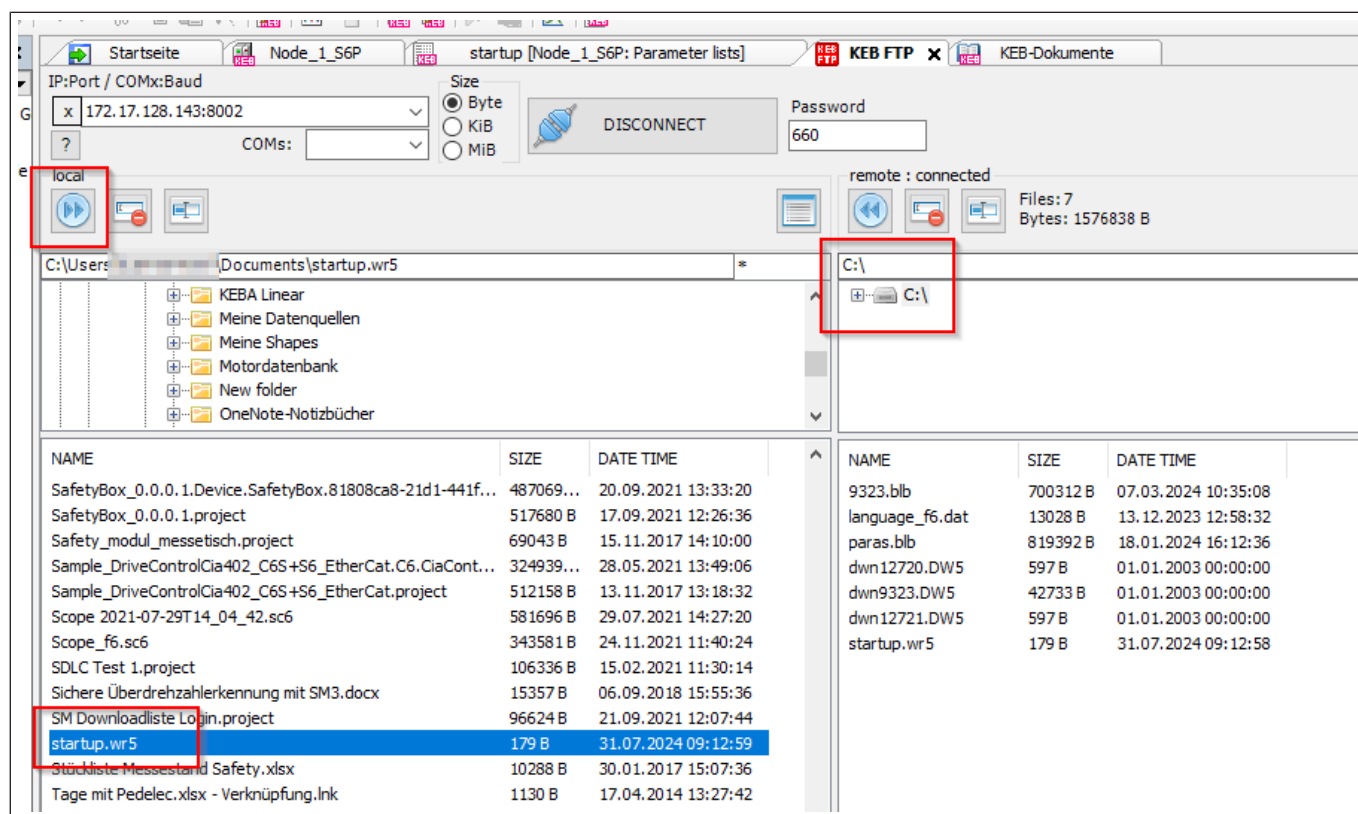 Startseite
Node_1_S6P
startup [Node_1_S6P: Parameter lists]
KEB FTP
KEB-Dokumente
IP:Port / COMx:Baud
Size
x 172.17.128.143:8002
Byte
KiB
MiB
? COMs:
DISCONNECT
Password
660
local
remote : connected
Files: 7
Bytes: 1576838 B
C:\Users \Documents\startup.wr5 *
C:\
KEBA Linear
Meine Datenquellen
Meine Shapes
Motordatenbank
New folder
OneNote-Notizbücher
C:\
NAME SIZE DATE TIME
SafetyBox_0.0.0.1.Device.SafetyBox.81808ca8-21d1-441f... 487069... 20.09.2021 13:33:20
SafetyBox_0.0.0.1.project 517680 B 17.09.2021 12:26:36
Safety_modul_messetisch.project 69043 B 15.11.2017 14:10:00
Sample_DriveControlCia402_C6S+S6_EtherCat.C6.CiaCont... 324939... 28.05.2021 13:49:06
Sample_DriveControlCia402_C6S+S6_EtherCat.project 512158 B 13.11.2017 13:18:32
Scope 2021-07-29T14_04_42.sc6 581696 B 29.07.2021 14:27:20
Scope_f6.sc6 343581 B 24.11.2021 11:40:24
SDLC Test 1.project 106336 B 15.02.2021 11:30:14
Sichere Überdrehzahlerkennung mit SM3.docx 15357 B 06.09.2018 15:55:36
SM Downloadliste Login.project 96624 B 21.09.2021 12:07:44
startup.wr5 179 B 31.07.2024 09:12:59
Stückliste Messestand Safety.xlsx 10288 B 30.01.2017 15:07:36
Tage mit Pedelec.xlsx - Verknüpfung.lnk 1130 B 17.04.2014 13:27:42
NAME SIZE DATE TIME
9323.blb 700312 B 07.03.2024 10:35:08
language_f6.dat 13028 B 13.12.2023 12:58:32
paras.blb 819392 B 18.01.2024 16:12:36
dwn12720.DW5 597 B 01.01.2003 00:00:00
dwn9323.DW5 42733 B 01.01.2003 00:00:00
dwn12721.DW5 597 B 01.01.2003 00:00:00
startup.wr5 179 B 31.07.2024 09:12:58